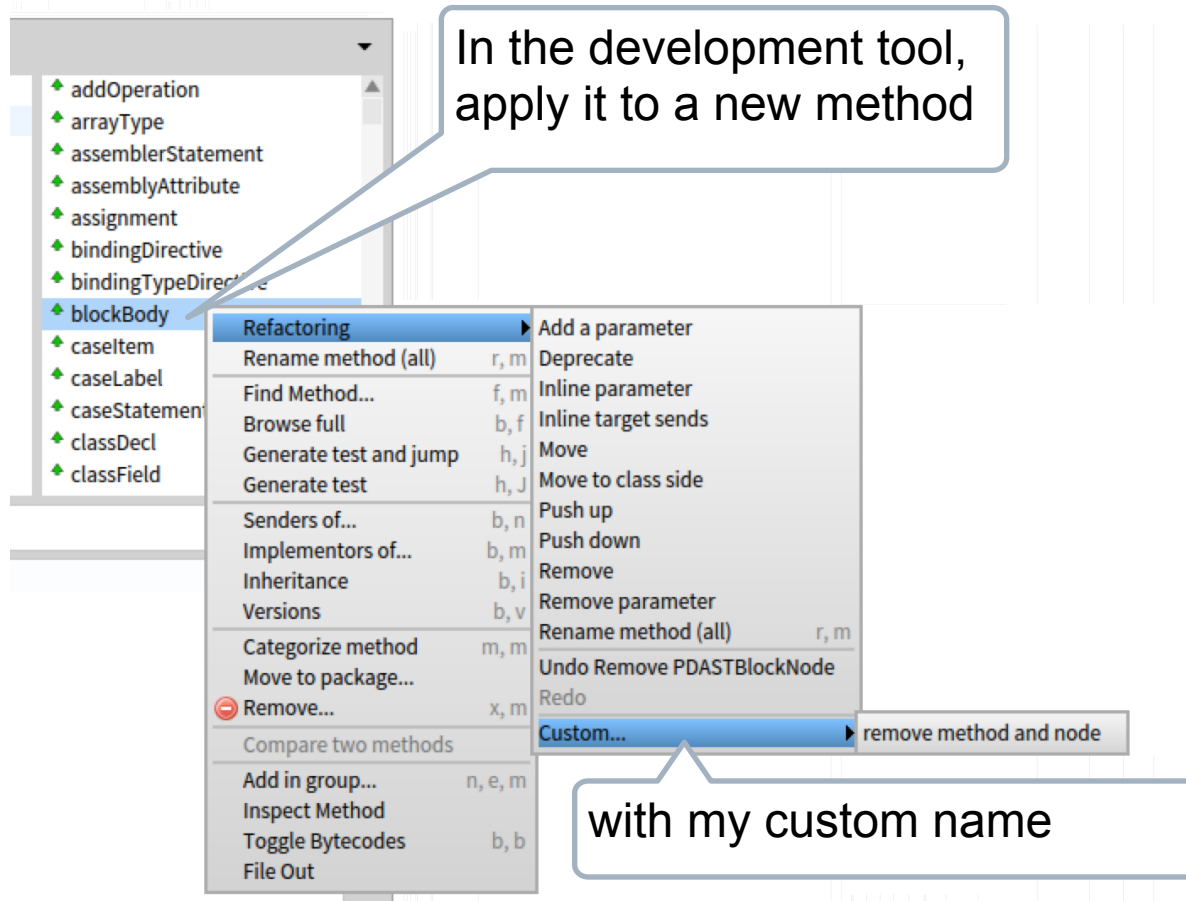 In the development tool,
apply it to a new method
addOperation
arrayType
assemblerStatement
assemblyAttribute
assignment
bindingDirective
bindingTypeDirective
blockBody
caseItem
caseLabel
caseStatement
classDecl
classField
Refactoring
Rename method (all) r, m
Find Method... f, m
Browse full b, f
Generate test and jump h, j
Generate test h, J
Senders of... b, n
Implementors of... b, m
Inheritance b, i
Versions b, v
Categorize method m, m
Move to package...
Remove... x, m
Compare two methods
Add in group... n, e, m
Inspect Method
Toggle Bytecodes b, b
File Out
Add a parameter
Deprecate
Inline parameter
Inline target sends
Move
Move to class side
Push up
Push down
Remove
Remove parameter
Rename method (all) r, m
Undo Remove PDASTBlockNode
Redo
Custom...
remove method and node
with my custom name